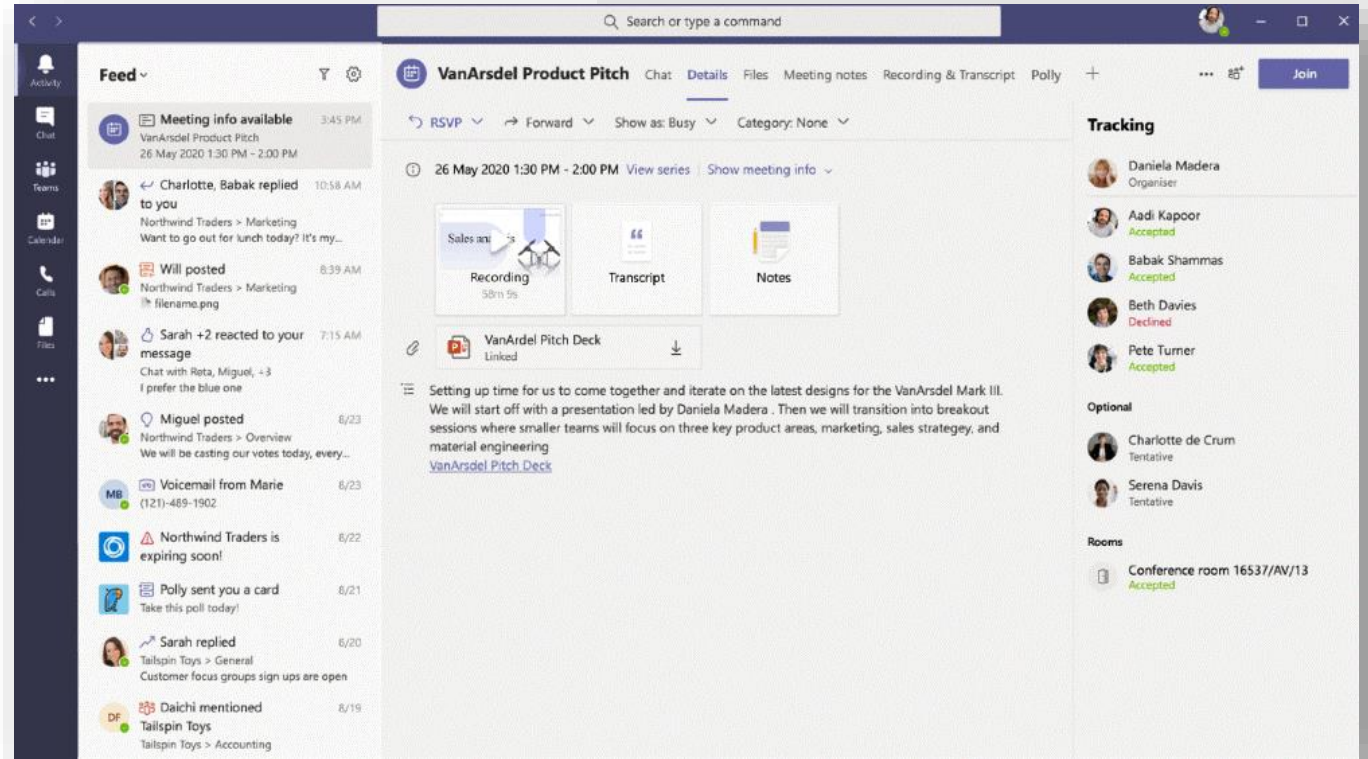 Search or type a command
Activity
Chat
Teams
Calendar
Calls
Files
Feed
Meeting info available 3:45 PM
VanArsdel Product Pitch
26 May 2020 1:30 PM - 2:00 PM
Charlotte, Babak replied 10:58 AM
to you
Northwind Traders > Marketing
Want to go out for lunch today? It's my...
Will posted 8:39 AM
Northwind Traders > Marketing
filename.png
Sarah +2 reacted to your 7:15 AM
message
Chat with Reta, Miguel, +3
I prefer the blue one
Miguel posted 8/23
Northwind Traders > Overview
We will be casting our votes today, every...
MB
Voicemail from Marie 8/23
(121)-489-1902
Northwind Traders is 8/22
expiring soon!
Polly sent you a card 8/21
Take this poll today!
Sarah replied 8/20
Tailspin Toys > General
Customer focus groups sign ups are open
DF
Daichi mentioned 8/19
Tailspin Toys
Tailspin Toys > Accounting
VanArsdel Product Pitch Chat Details Files Meeting notes Recording & Transcript Polly
Join
RSVP Forward Show as: Busy Category: None
26 May 2020 1:30 PM - 2:00 PM View series Show meeting info
Recording
58m 5s
Transcript
Notes
VanArdel Pitch Deck
Linked
Setting up time for us to come together and iterate on the latest designs for the VanArsdel Mark III.
We will start off with a presentation led by Daniela Madera . Then we will transition into breakout
sessions where smaller teams will focus on three key product areas, marketing, sales strategey, and
material engineering
VanArsdel Pitch Deck
Tracking
Daniela Madera
Organiser
Aadi Kapoor
Accepted
Babak Shammas
Accepted
Beth Davies
Declined
Pete Turner
Accepted
Optional
Charlotte de Crum
Tentative
Serena Davis
Tentative
Rooms
Conference room 16537/AV/13
Accepted